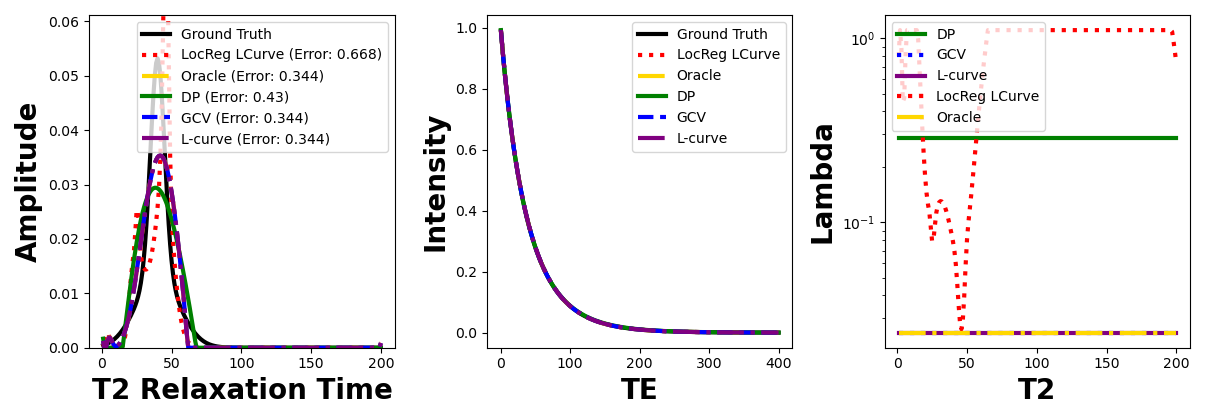 Amplitude
0.06
0.05
0.04
0.03
0.02
0.01
0.00
Ground Truth
LocReg LCurve (Error: 0.668)
Oracle (Error: 0.344)
DP (Error: 0.43)
GCV (Error: 0.344)
L-curve (Error: 0.344)
0 50 100 150 200
T2 Relaxation Time
Intensity
1.0
0.8
0.6
0.4
0.2
0.0
Ground Truth
LocReg LCurve
Oracle
DP
GCV
L-curve
0 100 200 300 400
TE
Lambda
10⁰
10⁻¹
DP
GCV
L-curve
LocReg LCurve
Oracle
0 50 100 150 200
T2